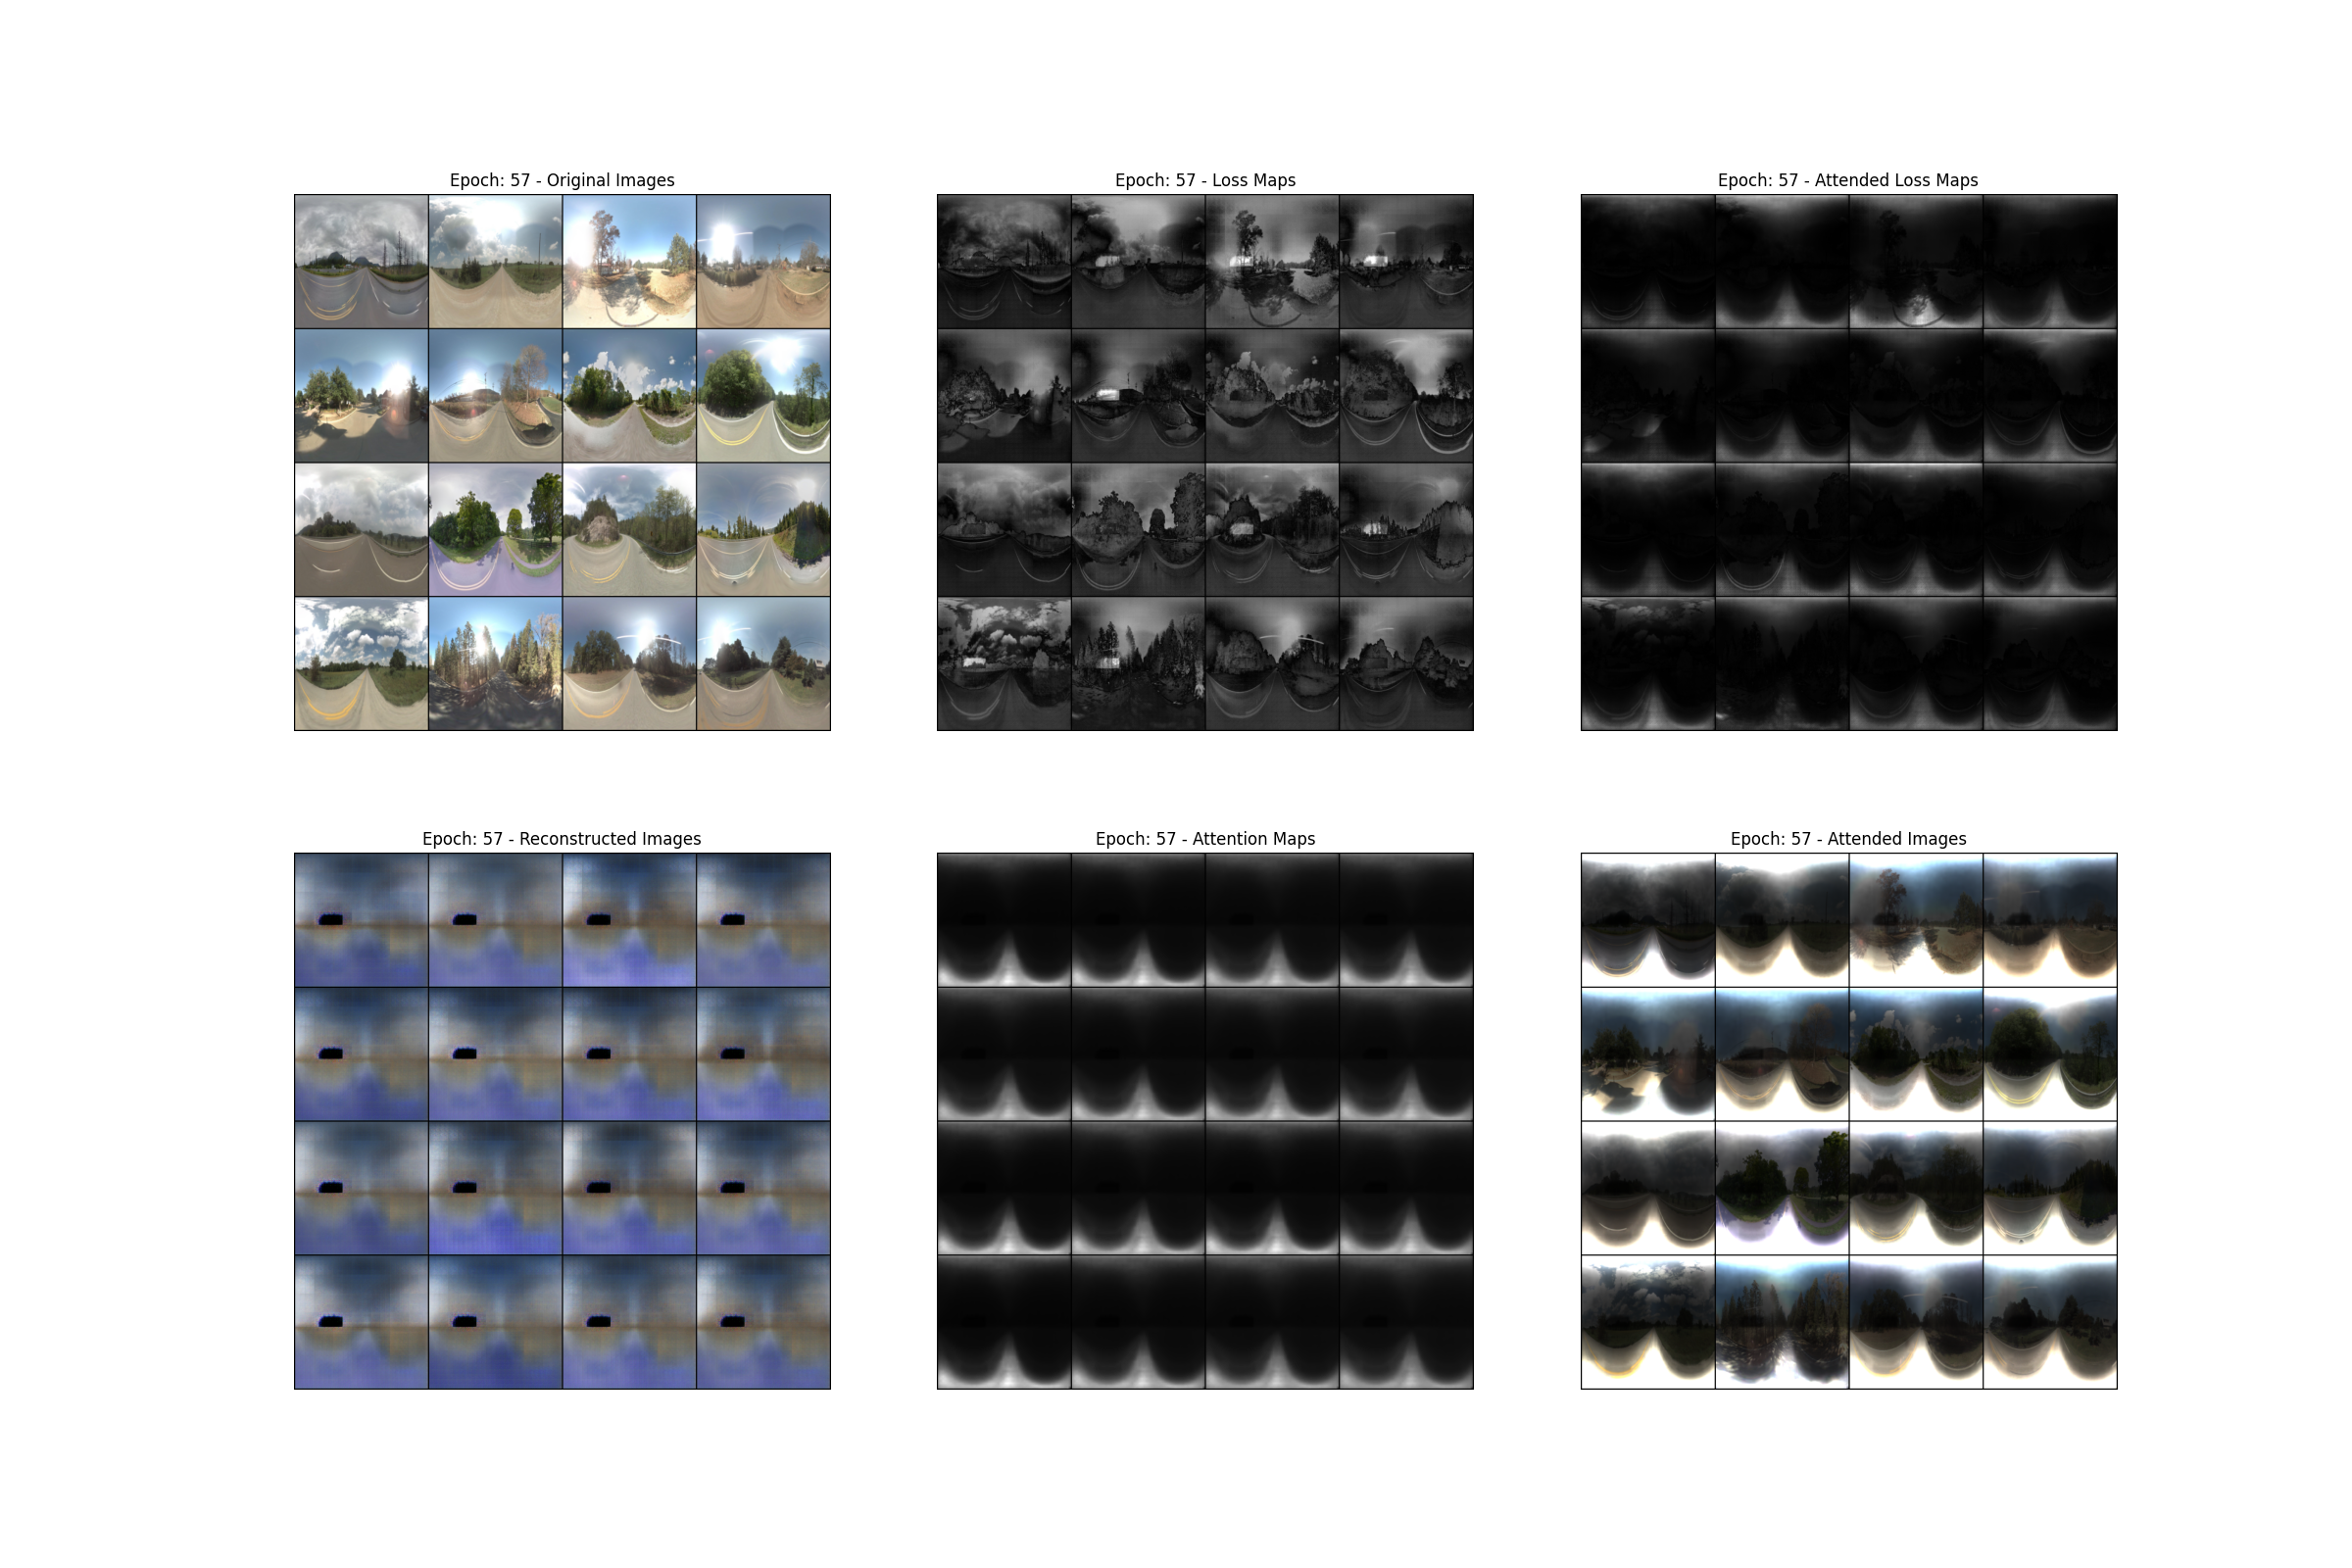 Epoch: 57 - Original Images
Epoch: 57 - Loss Maps
Epoch: 57 - Attended Loss Maps
Epoch: 57 - Reconstructed Images
Epoch: 57 - Attention Maps
Epoch: 57 - Attended Images